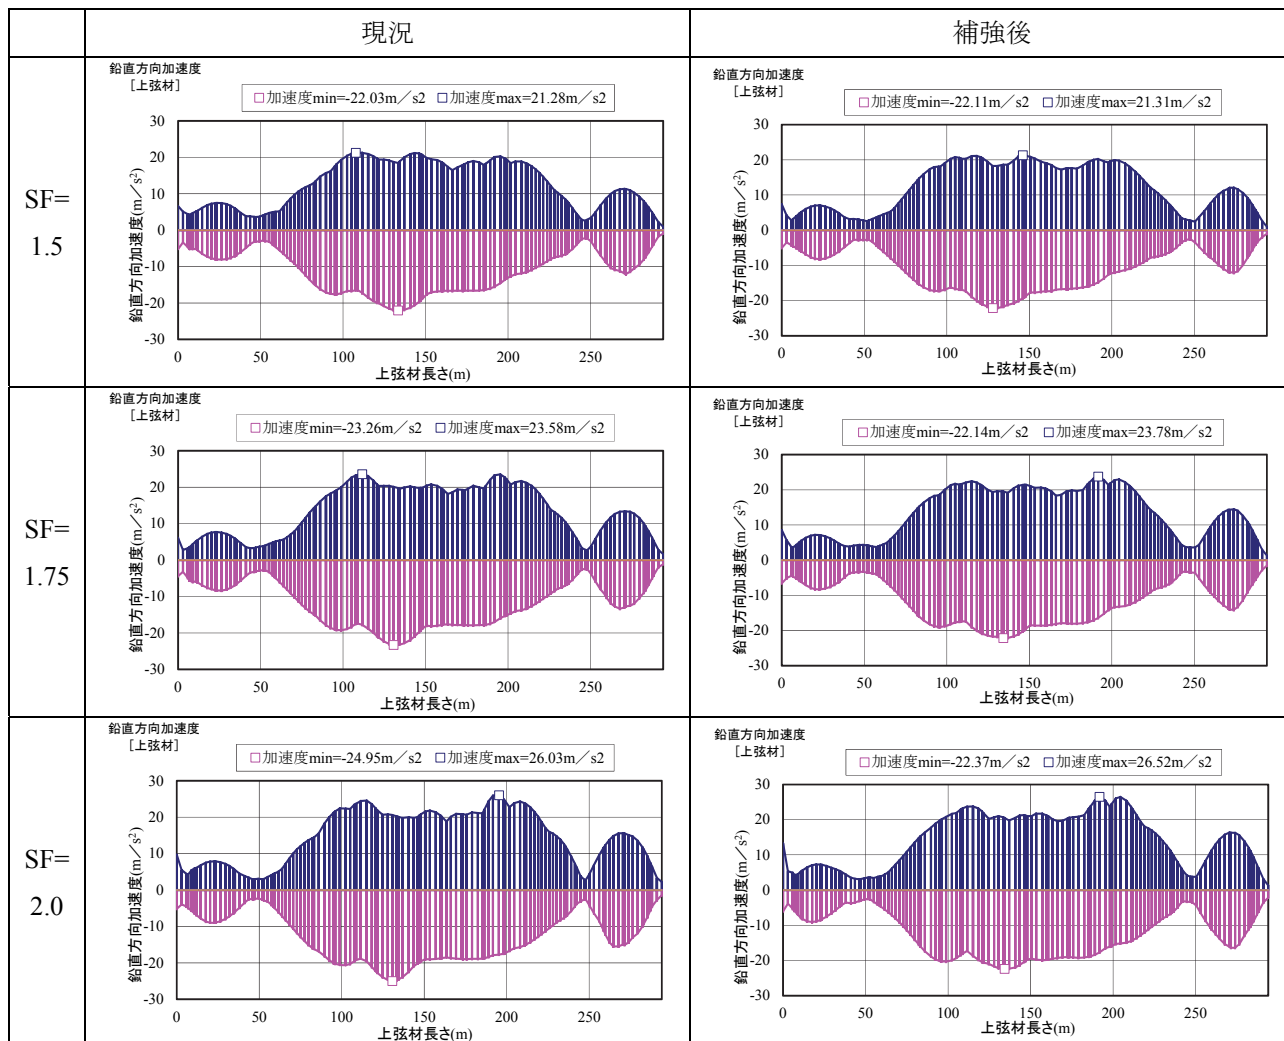 現況
補強後
SF=
1.5
鉛直方向加速度
[上弦材]
加速度min=-22.03m／s2 加速度max=21.28m／s2
鉛直方向加速度(m／s²)
30
20
10
0
-10
-20
-30
0 50 100 150 200 250
上弦材長さ(m)
鉛直方向加速度
[上弦材]
加速度min=-22.11m／s2 加速度max=21.31m／s2
鉛直方向加速度(m／s²)
30
20
10
0
-10
-20
-30
0 50 100 150 200 250
上弦材長さ(m)
SF=
1.75
鉛直方向加速度
[上弦材]
加速度min=-23.26m／s2 加速度max=23.58m／s2
鉛直方向加速度(m／s²)
30
20
10
0
-10
-20
-30
0 50 100 150 200 250
上弦材長さ(m)
鉛直方向加速度
[上弦材]
加速度min=-22.14m／s2 加速度max=23.78m／s2
鉛直方向加速度(m／s²)
30
20
10
0
-10
-20
-30
0 50 100 150 200 250
上弦材長さ(m)
SF=
2.0
鉛直方向加速度
[上弦材]
加速度min=-24.95m／s2 加速度max=26.03m／s2
鉛直方向加速度(m／s²)
30
20
10
0
-10
-20
-30
0 50 100 150 200 250
上弦材長さ(m)
鉛直方向加速度
[上弦材]
加速度min=-22.37m／s2 加速度max=26.52m／s2
鉛直方向加速度(m／s²)
30
20
10
0
-10
-20
-30
0 50 100 150 200 250
上弦材長さ(m)